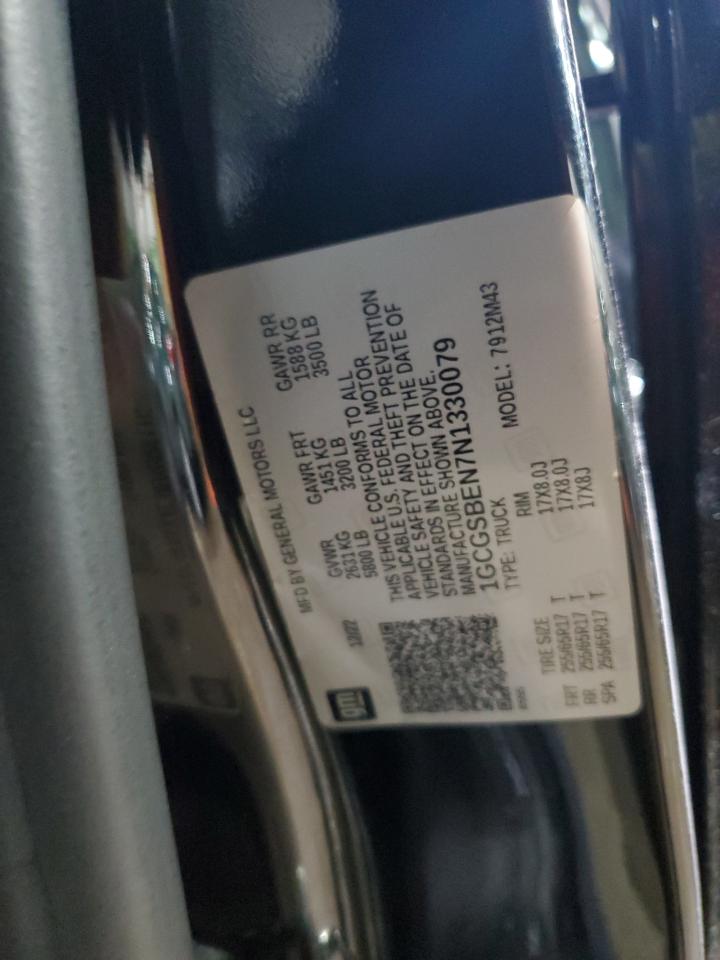 gm
12/22
MFD BY GENERAL MOTORS LLC
GVWR GAWR FRT GAWR RR
2631 KG 1451 KG 1588 KG
5800 LB 3200 LB 3500 LB
THIS VEHICLE CONFORMS TO ALL
APPLICABLE U.S. FEDERAL MOTOR
VEHICLE SAFETY AND THEFT PREVENTION
STANDARDS IN EFFECT ON THE DATE OF
MANUFACTURE SHOWN ABOVE.
1GCGSBEN7N1330079
TYPE: TRUCK MODEL: 7912M43
TIRE SIZE RIM
FRT 255/65R17 T 17X8.0J
RR 255/65R17 T 17X8.0J
SPA 255/65R17 T 17X8J